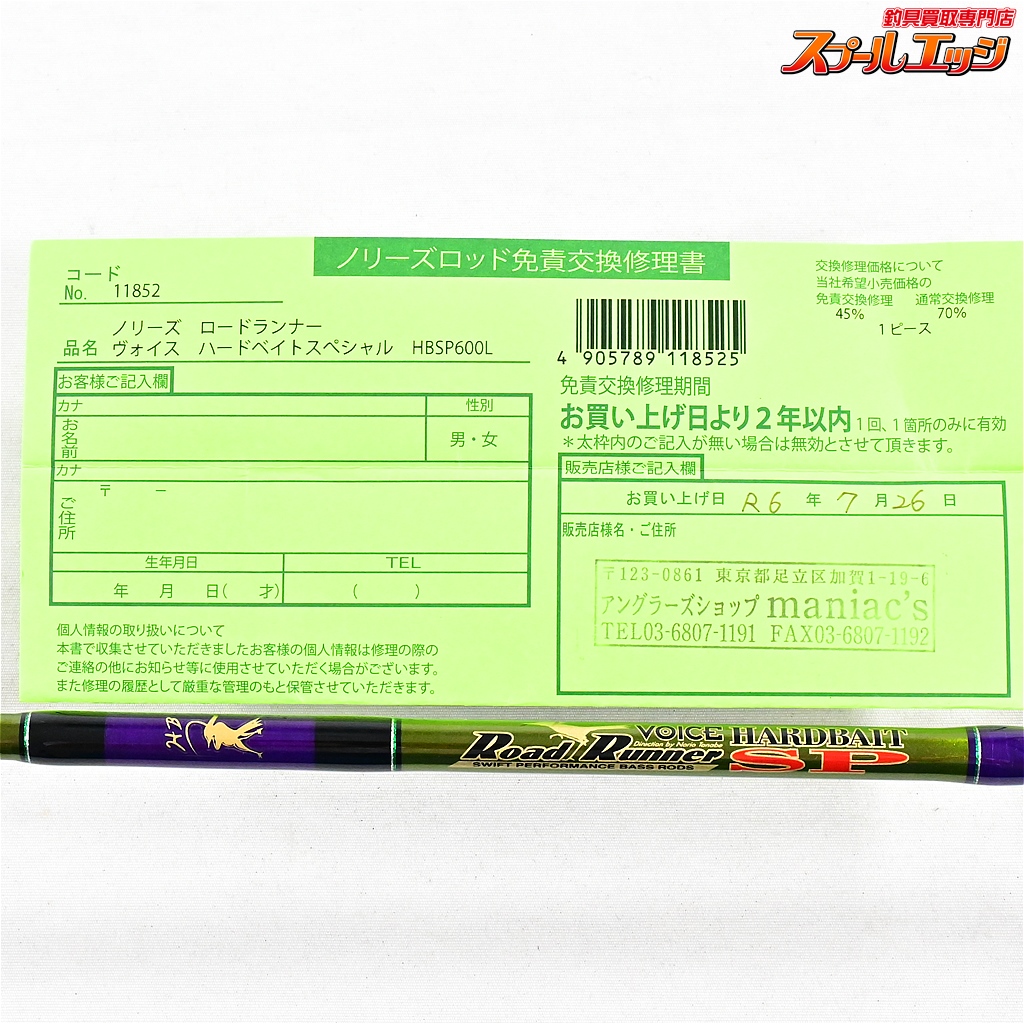 釣具買取専門店
スプールエッジ
ノリーズロッド免責交換修理書
コード
No. 11852
ノリーズ ロードランナー
品名 ヴォイス ハードベイトスペシャル HBSP600L
交換修理価格について
当社希望小売価格の
免責交換修理 通常交換修理
45% 70%
1ピース
4 905789 118525
免責交換修理期間
お買い上げ日より2年以内 1回、1箇所のみに有効
＊太枠内のご記入が無い場合は無効とさせて頂きます。
お客様ご記入欄
カナ 性別
お名前 男・女
カナ
ご住所 〒 －
生年月日 TEL
年 月 日( 才) ( )
個人情報の取り扱いについて
本書で収集させていただきましたお客様の個人情報は修理の際の
ご連絡の他にお知らせ等に使用させていただく場合がございます。
また修理の履歴として厳重な管理のもと保管させていただきます。
販売店様ご記入欄
お買い上げ日 R6 年 7 月 26 日
販売店様名・ご住所
〒123-0861 東京都足立区加賀1-19-6
アングラーズショップ maniac's
TEL03-6807-1191 FAX03-6807-1192
HB
VOICE HARDBAIT
Direction by Norio Tanabe
Road Runner SP
SWIFT PERFORMANCE BASS RODS